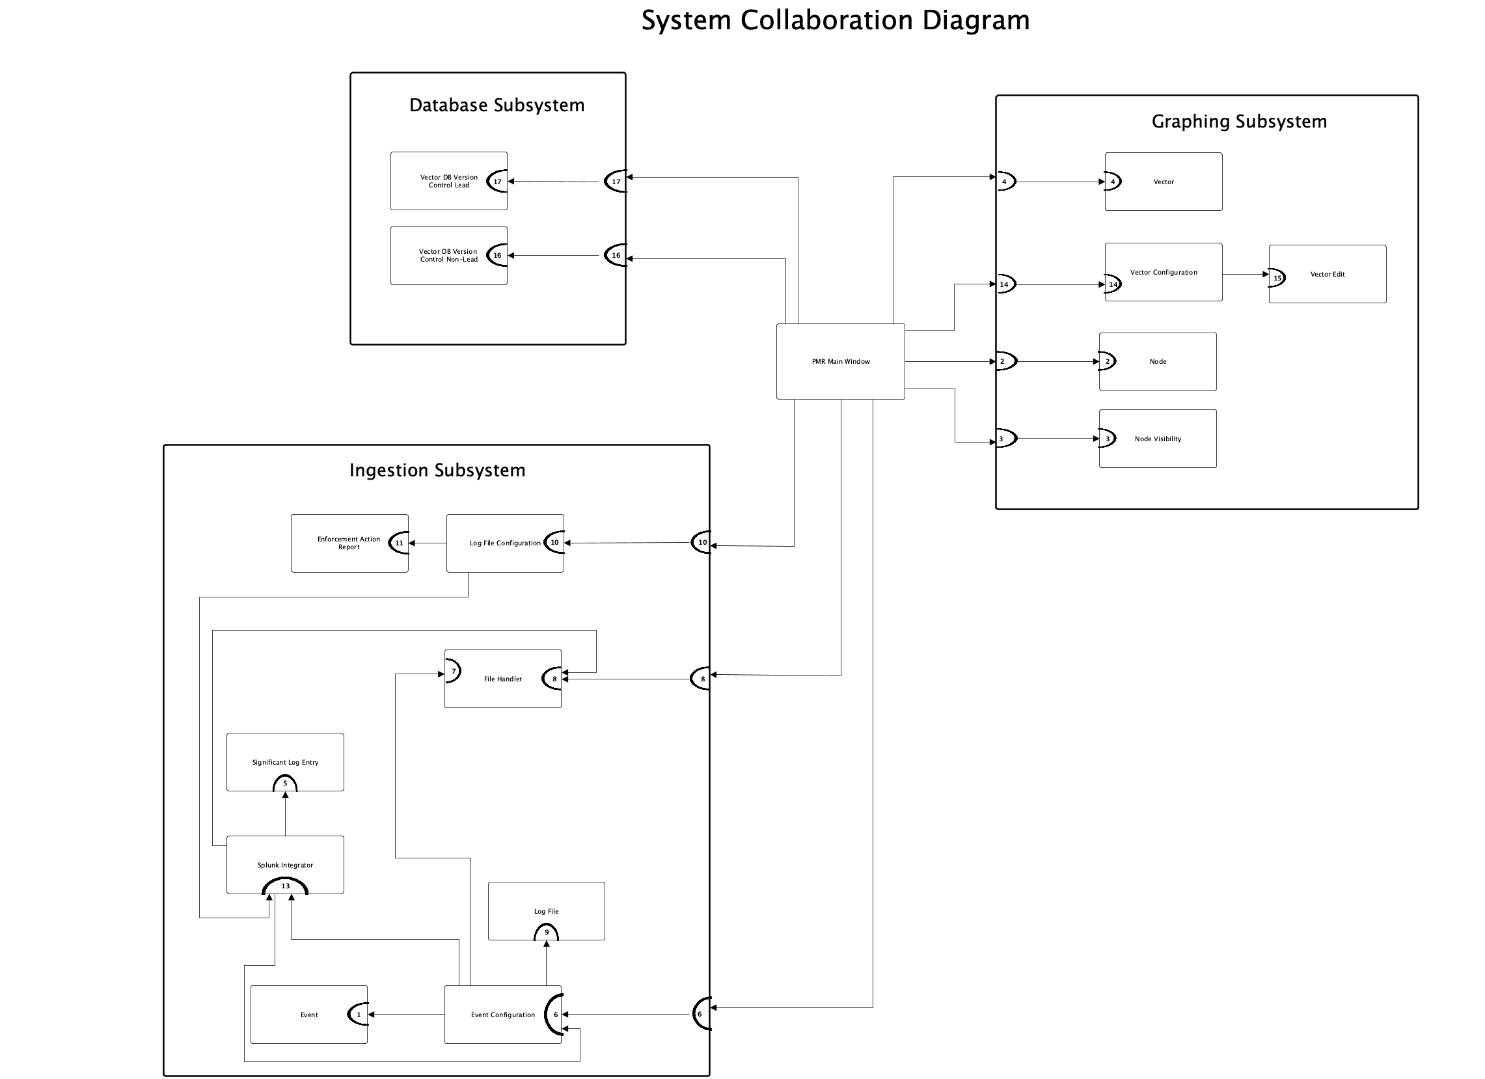 System Collaboration Diagram
Database Subsystem
Vector DB Version
Control Lead
17
17
Vector DB Version
Control Non-Lead
16
16
Graphing Subsystem
4
4
Vector
14
14
Vector Configuration
15
Vector Edit
PMR Main Window
2
2
Node
3
3
Node Visibility
Ingestion Subsystem
Enforcement Action
Report
11
Log File Configuration
10
10
7
File Handler
8
8
Significant Log Entry
5
Splunk Integrator
13
Log File
9
Event
1
Event Configuration
6
6